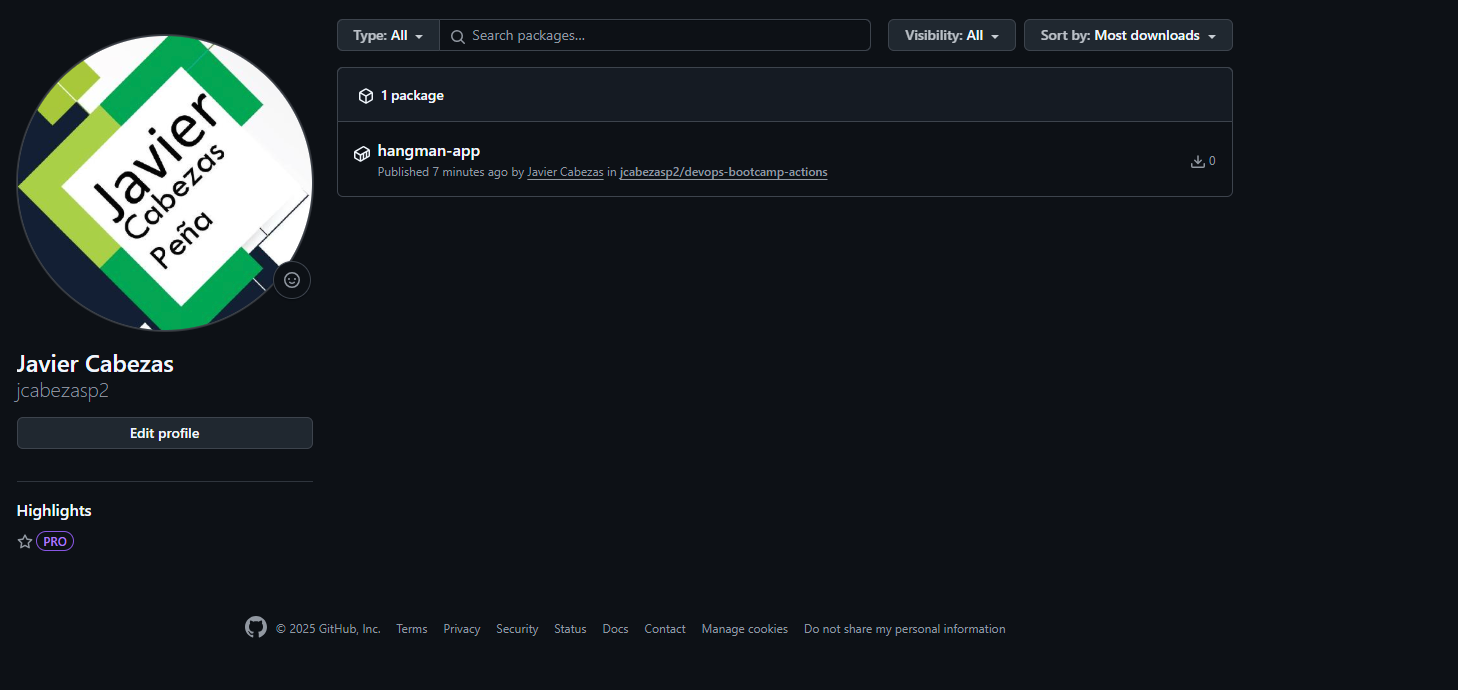 Javier
Cabezas
Peña
Javier Cabezas
jcabezasp2
Edit profile
Highlights
PRO
Type: All
Search packages...
Visibility: All
Sort by: Most downloads
1 package
hangman-app
0
Published 7 minutes ago by Javier Cabezas in jcabezasp2/devops-bootcamp-actions
© 2025 GitHub, Inc. Terms Privacy Security Status Docs Contact Manage cookies Do not share my personal information